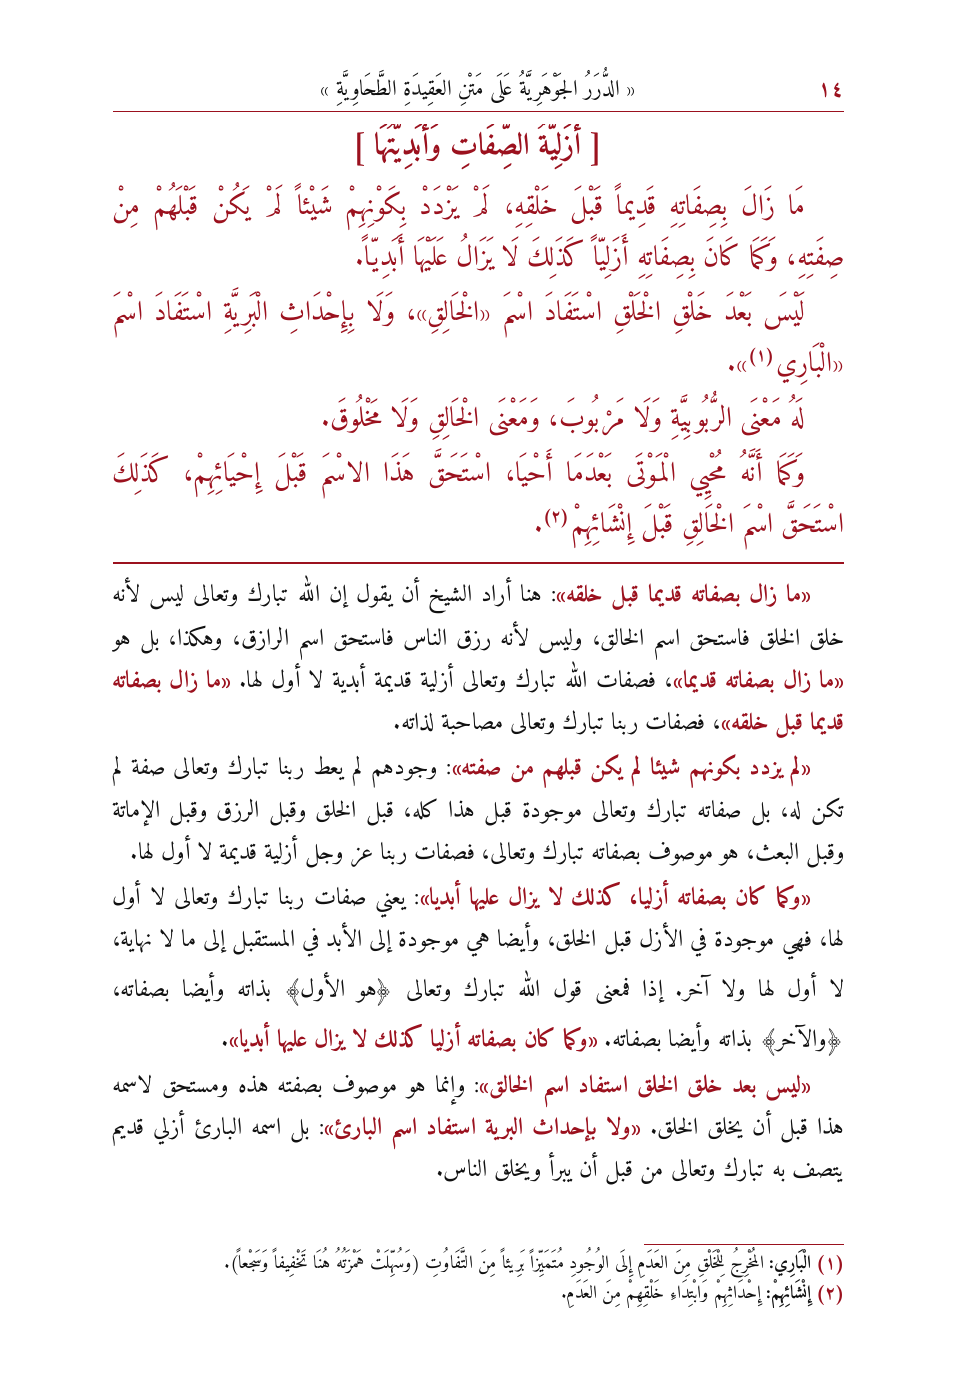 ١٤ « الدُّرَرُ الجَوْهَرِيَّةُ عَلَى مَتْنِ العَقِيدَةِ الطَّحَاوِيَّةِ »
[ أَزَلِيَّةَ الصِّفَاتِ وَأَبَدِيَّتَهَا ]
مَا زَالَ بِصِفَاتِهِ قَدِيماً قَبْلَ خَلْقِهِ، لَمْ يَزْدَدْ بِكَوْنِهِمْ شَيْئاً لَمْ يَكُنْ قَبْلَهُمْ مِنْ
صِفَتِهِ، وَكَمَا كَانَ بِصِفَاتِهِ أَزَلِيّاً كَذَلِكَ لَا يَزَالُ عَلَيْهَا أَبَدِيّاً.
لَيْسَ بَعْدَ خَلْقِ الْخَلْقِ اسْتَفَادَ اسْمَ «الْخَالِقِ»، وَلَا بِإِحْدَاثِ الْبَرِيَّةِ اسْتَفَادَ اسْمَ
«الْبَارِي(١)».
لَهُ مَعْنَى الرُّبُوبِيَّةِ وَلَا مَرْبُوبَ، وَمَعْنَى الْخَالِقِ وَلَا مَخْلُوقَ.
وَكَمَا أَنَّهُ مُحْيِي الْمَوْتَى بَعْدَمَا أَحْيَا، اسْتَحَقَّ هَذَا الاسْمَ قَبْلَ إِحْيَائِهِمْ، كَذَلِكَ
اسْتَحَقَّ اسْمَ الْخَالِقِ قَبْلَ إِنْشَائِهِمْ(٢).
«ما زال بصفاته قديما قبل خلقه»: هنا أراد الشيخ أن يقول إن الله تبارك وتعالى ليس لأنه
خلق الخلق فاستحق اسم الخالق، وليس لأنه رزق الناس فاستحق اسم الرازق، وهكذا، بل هو
«ما زال بصفاته قديما»، فصفات الله تبارك وتعالى أزلية قديمة أبدية لا أول لها. «ما زال بصفاته
قديما قبل خلقه»، فصفات ربنا تبارك وتعالى مصاحبة لذاته.
«لم يزدد بكونهم شيئا لم يكن قبلهم من صفته»: وجودهم لم يعط ربنا تبارك وتعالى صفة لم
تكن له، بل صفاته تبارك وتعالى موجودة قبل هذا كله، قبل الخلق وقبل الرزق وقبل الإماتة
وقبل البعث، هو موصوف بصفاته تبارك وتعالى، فصفات ربنا عز وجل أزلية قديمة لا أول لها.
«وكما كان بصفاته أزليا، كذلك لا يزال عليها أبديا»: يعني صفات ربنا تبارك وتعالى لا أول
لها، فهي موجودة في الأزل قبل الخلق، وأيضا هي موجودة إلى الأبد في المستقبل إلى ما لا نهاية،
لا أول لها ولا آخر. إذا فمعنى قول الله تبارك وتعالى ﴿هو الأول﴾ بذاته وأيضا بصفاته،
﴿والآخر﴾ بذاته وأيضا بصفاته. «وكما كان بصفاته أزليا كذلك لا يزال عليها أبديا».
«ليس بعد خلق الخلق استفاد اسم الخالق»: وإنما هو موصوف بصفته هذه ومستحق لاسمه
هذا قبل أن يخلق الخلق. «ولا بإحداث البرية استفاد اسم البارئ»: بل اسمه البارئ أزلي قديم
يتصف به تبارك وتعالى من قبل أن يبرأ ويخلق الناس.
(١) الْبَارِي: المُخْرِجُ لِلْخَلْقِ مِنَ العَدَمِ إِلَى الوُجُودِ مُتَمَيِّزاً بَرِيئاً مِنَ التَّفَاوُتِ (وَسُهِّلَتْ هَمْزَتُهُ هُنَا تَخْفِيفاً وَسَجْعاً).
(٢) إِنْشَائِهِمْ: إِحْدَاثِهِمْ وَابْتِدَاءِ خَلْقِهِمْ مِنَ العَدَمِ.